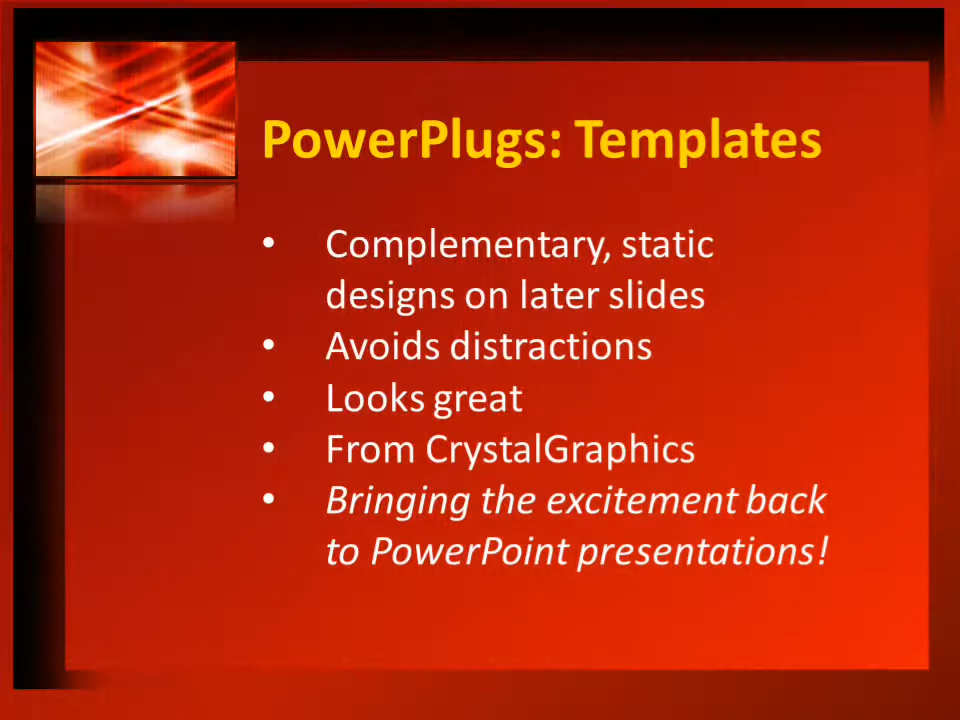 PowerPlugs: Templates
• Complementary, static
designs on later slides
• Avoids distractions
• Looks great
• From CrystalGraphics
• Bringing the excitement back
to PowerPoint presentations!